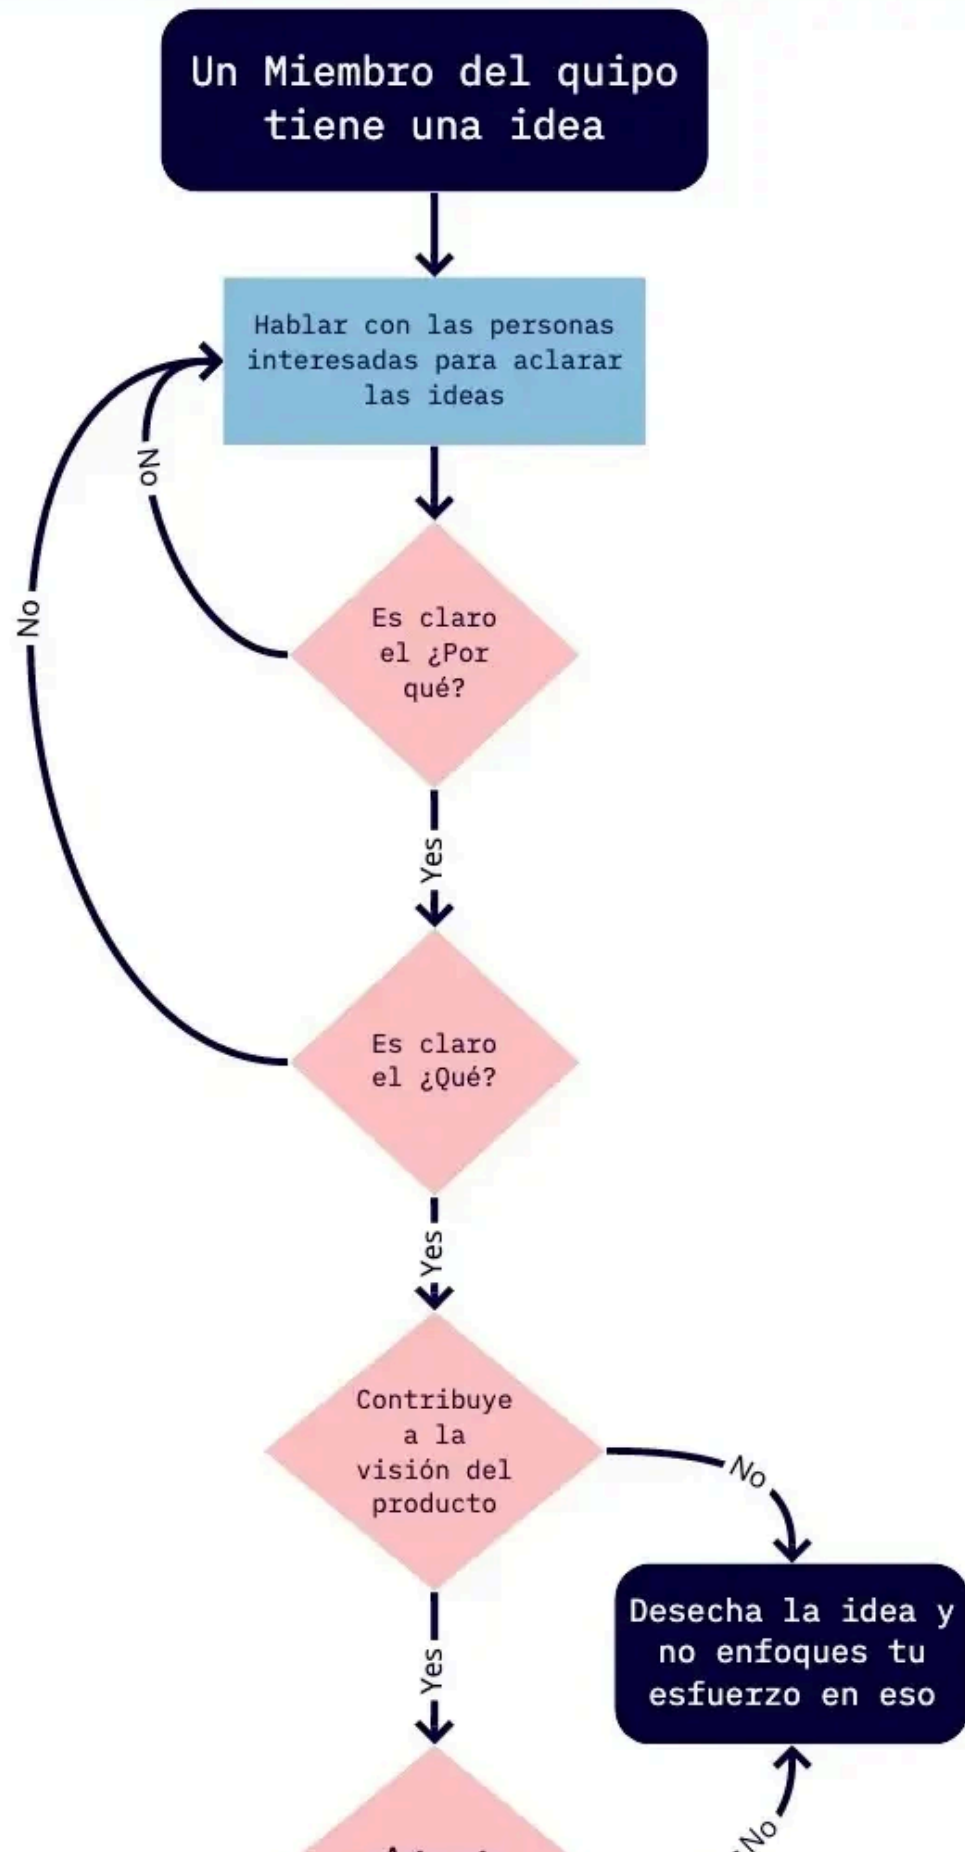 Un Miembro del quipo
tiene una idea
Hablar con las personas
interesadas para aclarar
las ideas
No
No
Es claro
el ¿Por
qué?
Yes
Es claro
el ¿Qué?
Yes
Contribuye
a la
visión del
producto
No
Desecha la idea y
no enfoques tu
esfuerzo en eso
Yes
No